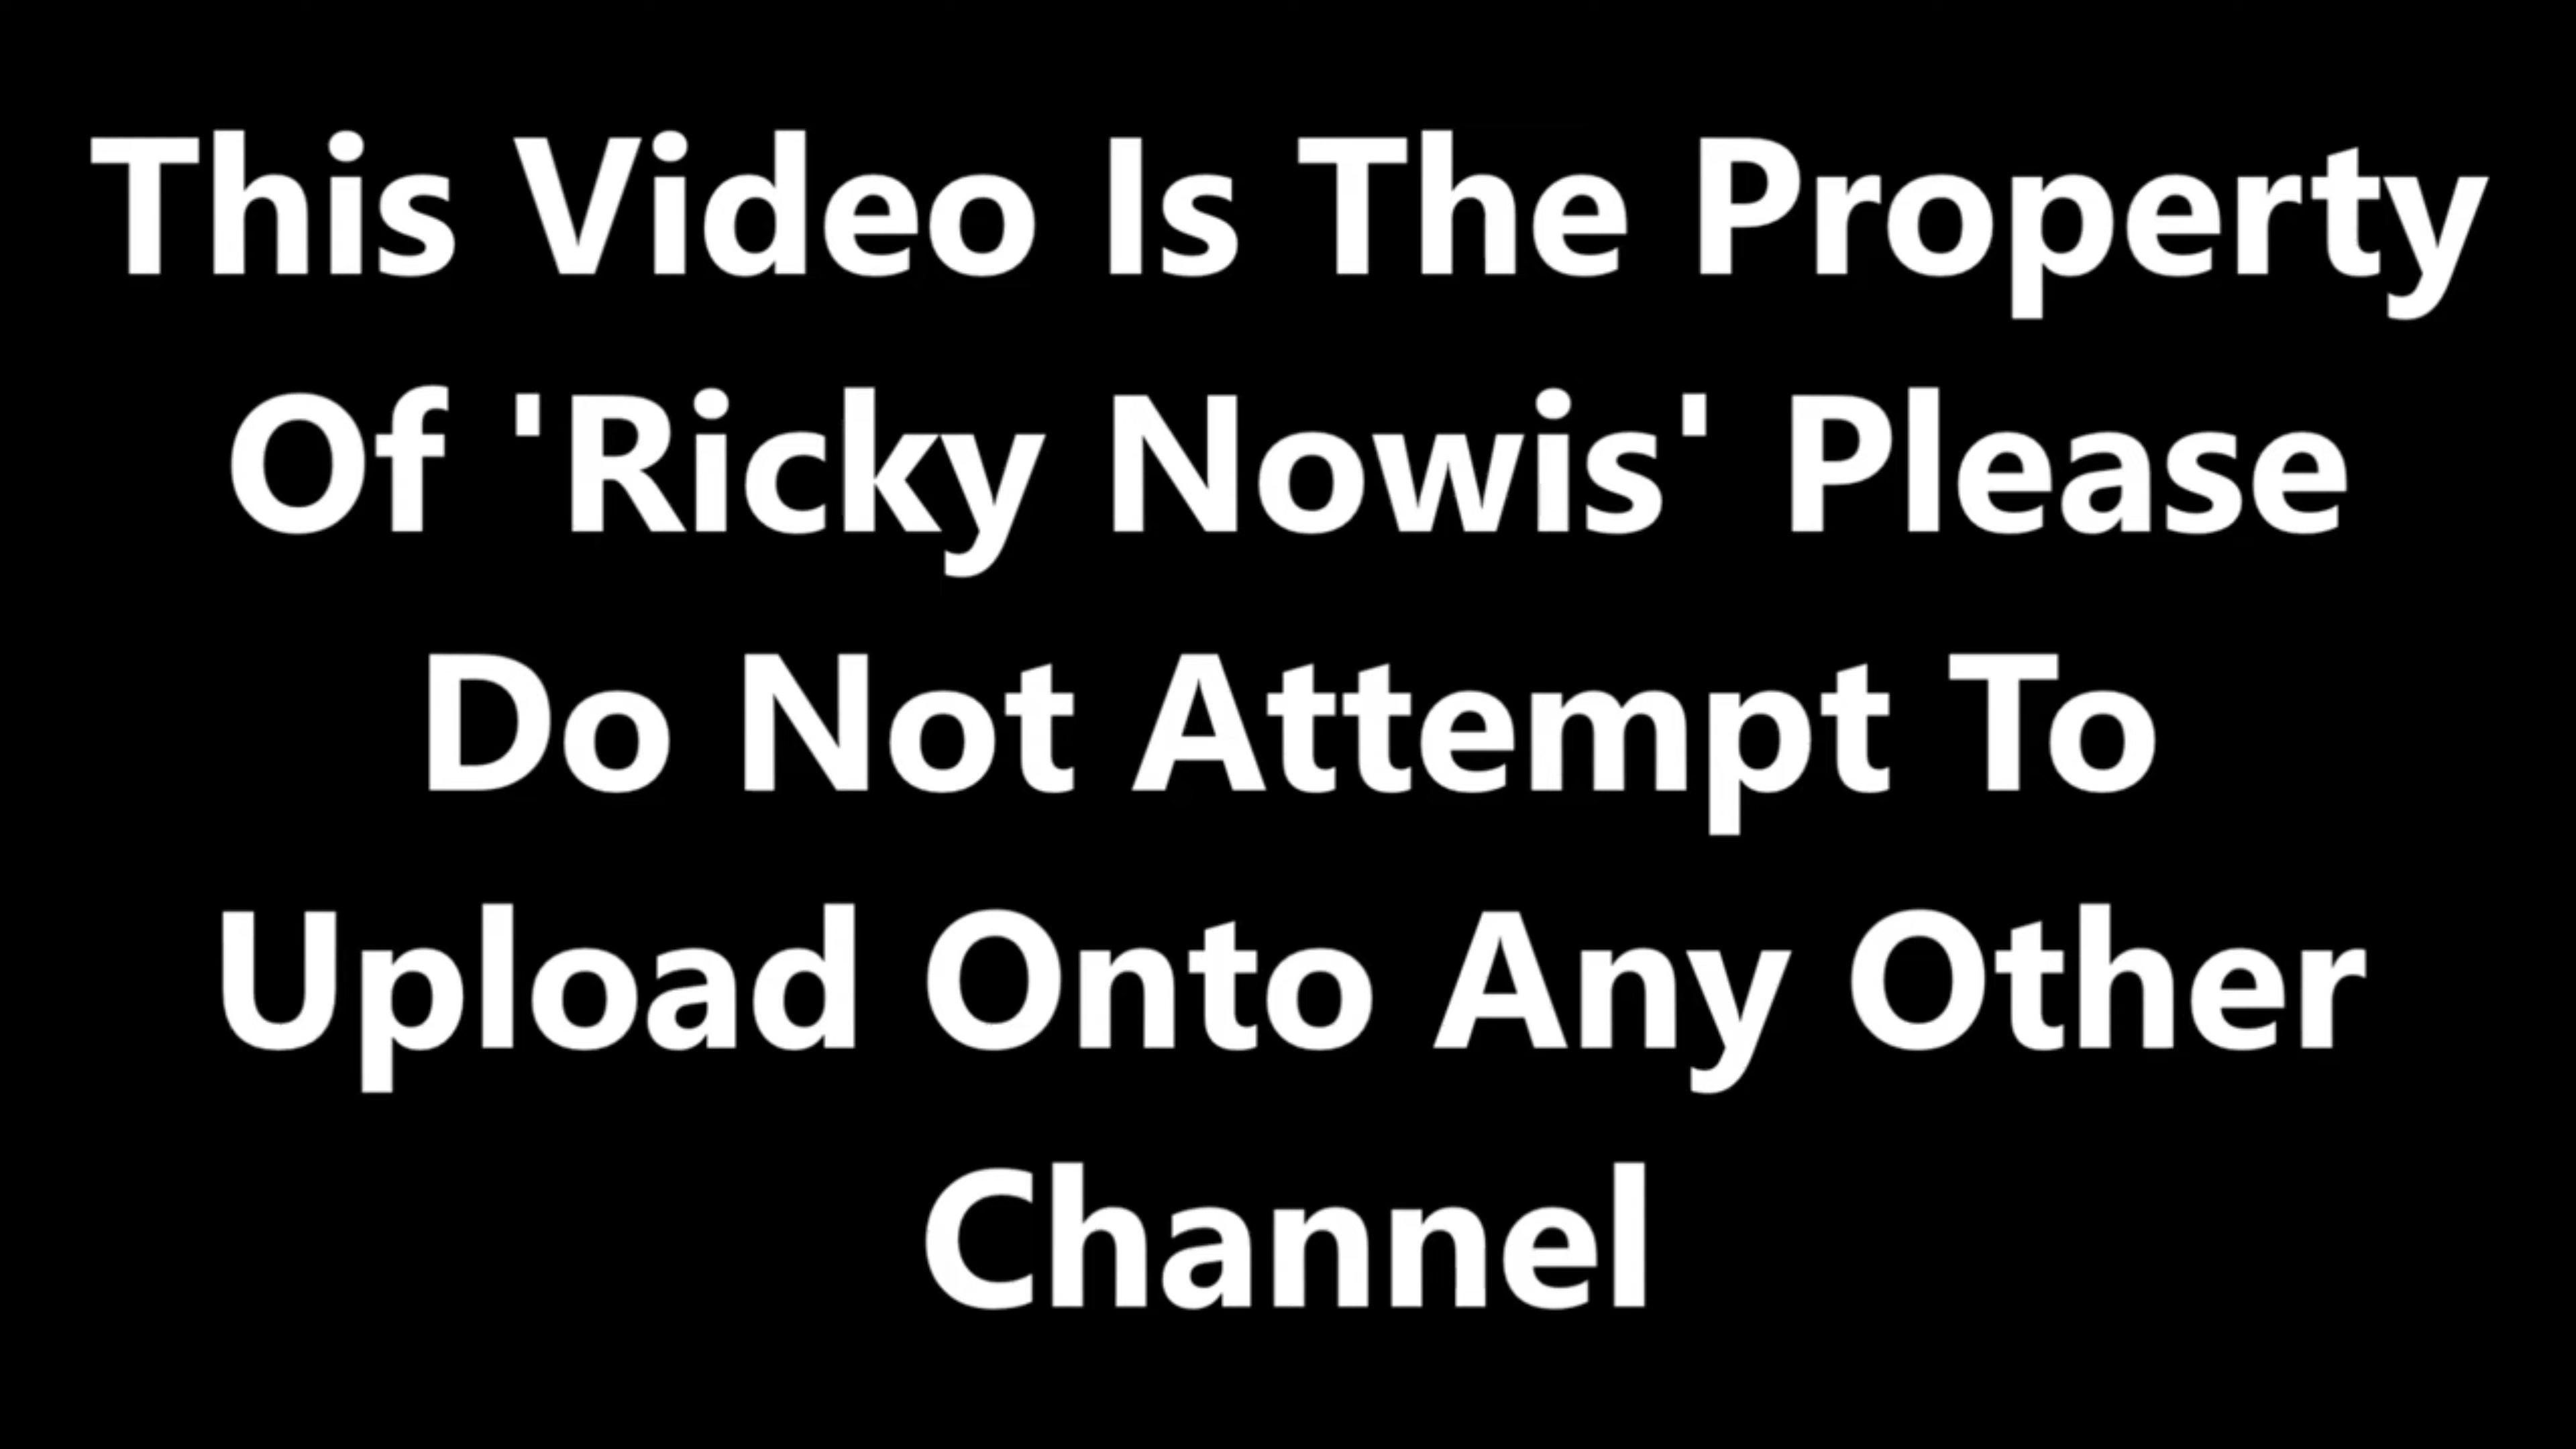 This Video Is The Property
Of 'Ricky Nowis' Please
Do Not Attempt To
Upload Onto Any Other
Channel